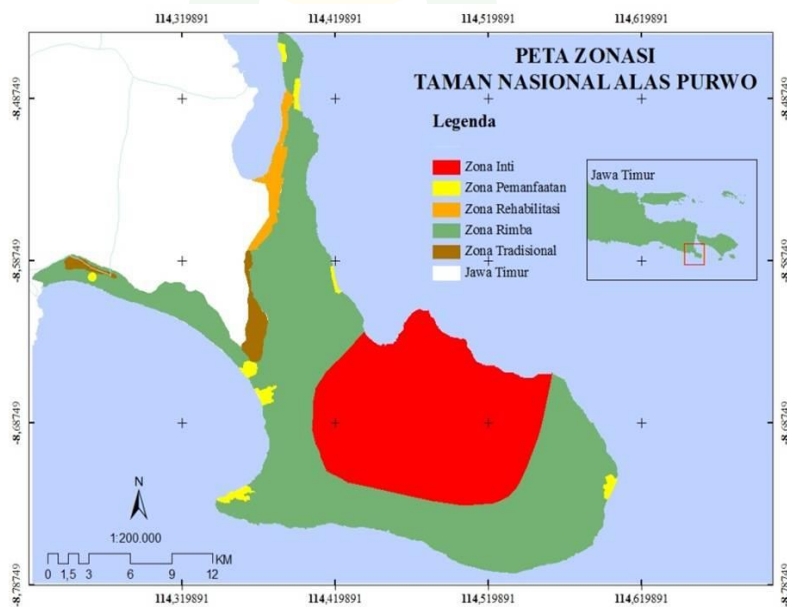 114,319891 114,419891 114,519891 114,619891
PETA ZONASI
TAMAN NASIONAL ALAS PURWO
Legenda
Zona Inti
Zona Pemanfaatan
Zona Rehabilitasi
Zona Rimba
Zona Tradisional
Jawa Timur
Jawa Timur
-8,48749
-8,58749
-8,68749
-8,78749
-8,48749
-8,58749
-8,68749
-8,78749
N
1:200.000
KM
0 1,5 3 6 9 12
114,319891 114,419891 114,519891 114,619891